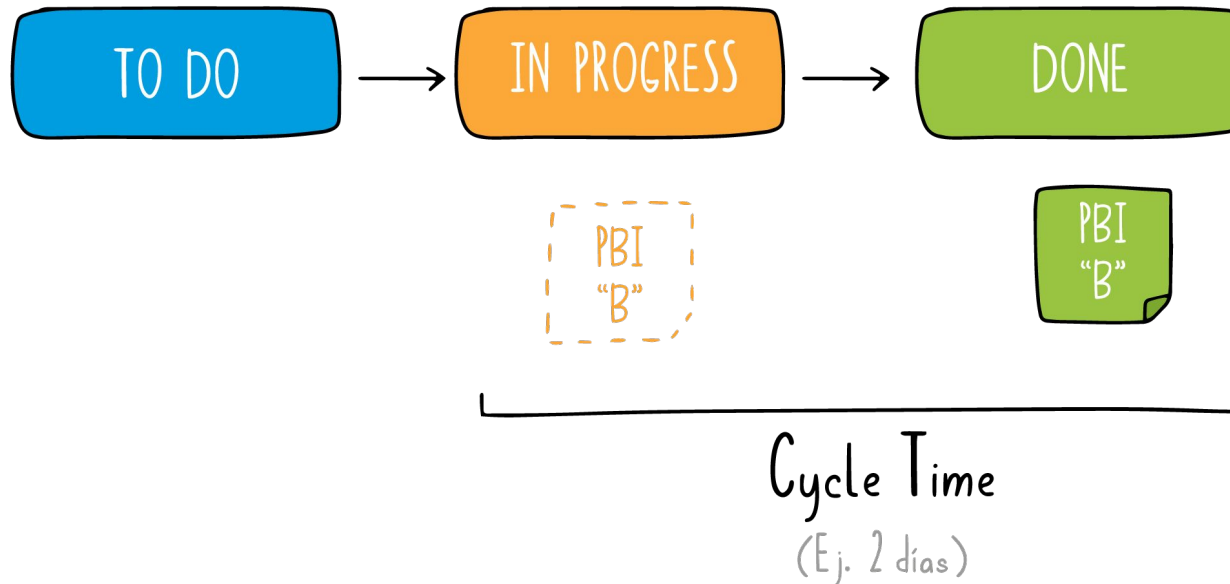 TO DO
IN PROGRESS
DONE
PBI
“B”
PBI
“B”
Cycle Time
(Ej. 2 días)